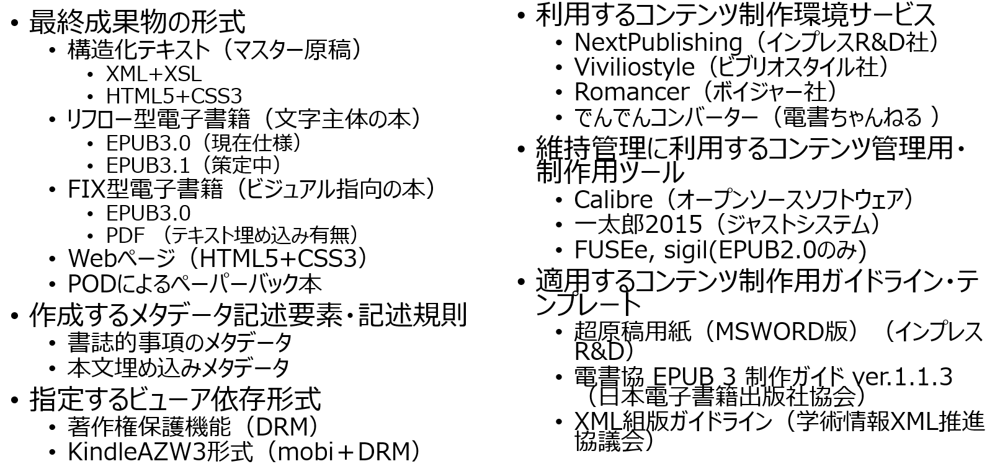 • 最終成果物の形式
• 構造化テキスト（マスター原稿）
• XML+XSL
• HTML5+CSS3
• リフロー型電子書籍（文字主体の本）
• EPUB3.0（現在仕様）
• EPUB3.1（策定中）
• FIX型電子書籍（ビジュアル指向の本）
• EPUB3.0
• PDF （テキスト埋め込み有無）
• Webページ（HTML5+CSS3）
• PODによるペーパーバック本
• 作成するメタデータ記述要素・記述規則
• 書誌的事項のメタデータ
• 本文埋め込みメタデータ
• 指定するビューア依存形式
• 著作権保護機能（DRM）
• KindleAZW3形式（mobi＋DRM）
• 利用するコンテンツ制作環境サービス
• NextPublishing（インプレスR&D社）
• Viviliostyle（ビブリオスタイル社）
• Romancer（ボイジャー社）
• でんでんコンバーター（電書ちゃんねる ）
• 維持管理に利用するコンテンツ管理用・
制作用ツール
• Calibre（オープンソースソフトウェア）
• 一太郎2015（ジャストシステム）
• FUSEe, sigil(EPUB2.0のみ)
• 適用するコンテンツ制作用ガイドライン・テ
ンプレート
• 超原稿用紙（MSWORD版）（インプレス
R&D）
• 電書協 EPUB 3 制作ガイド ver.1.1.3
（日本電子書籍出版社協会）
• XML組版ガイドライン（学術情報XML推進
協議会）